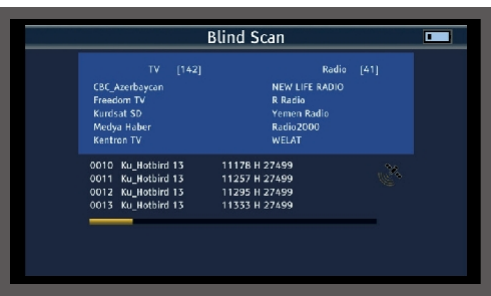 Blind Scan
TV [142] Radio [41]
CBC_Azerbaycan NEW LIFE RADIO
Freedom TV R Radio
Kurdsat SD Yemen Radio
Medya Haber Radio2000
Kentron TV WELAT
0010 Ku_Hotbird 13 11178 H 27499
0011 Ku_Hotbird 13 11257 H 27499
0012 Ku_Hotbird 13 11295 H 27499
0013 Ku_Hotbird 13 11333 H 27499